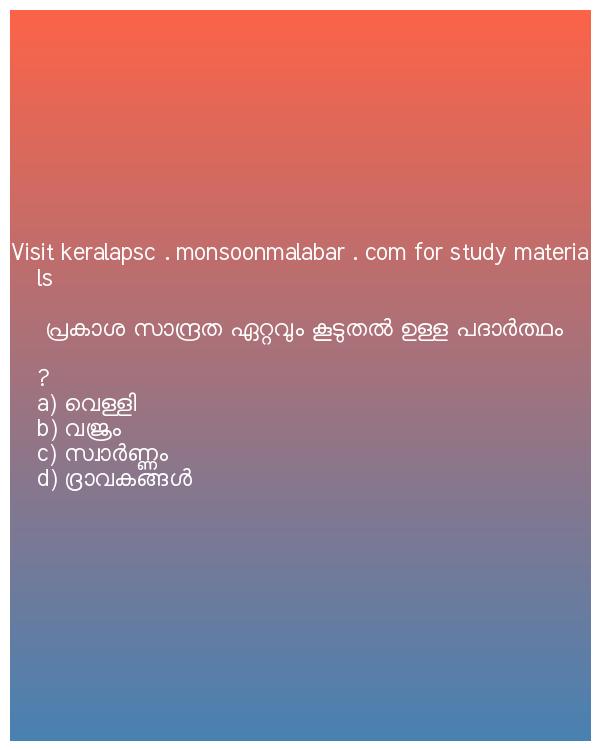 Visit keralapsc . monsoonmalabar . com for study materia
ls
പ്രകാശ സാന്ദ്രത ഏറ്റവും കൂടുതൽ ഉള്ള പദാർത്ഥം
?
a) വെള്ളി
b) വജ്രം
c) സ്വാർണ്ണം
d) ദ്രാവകങ്ങൾ